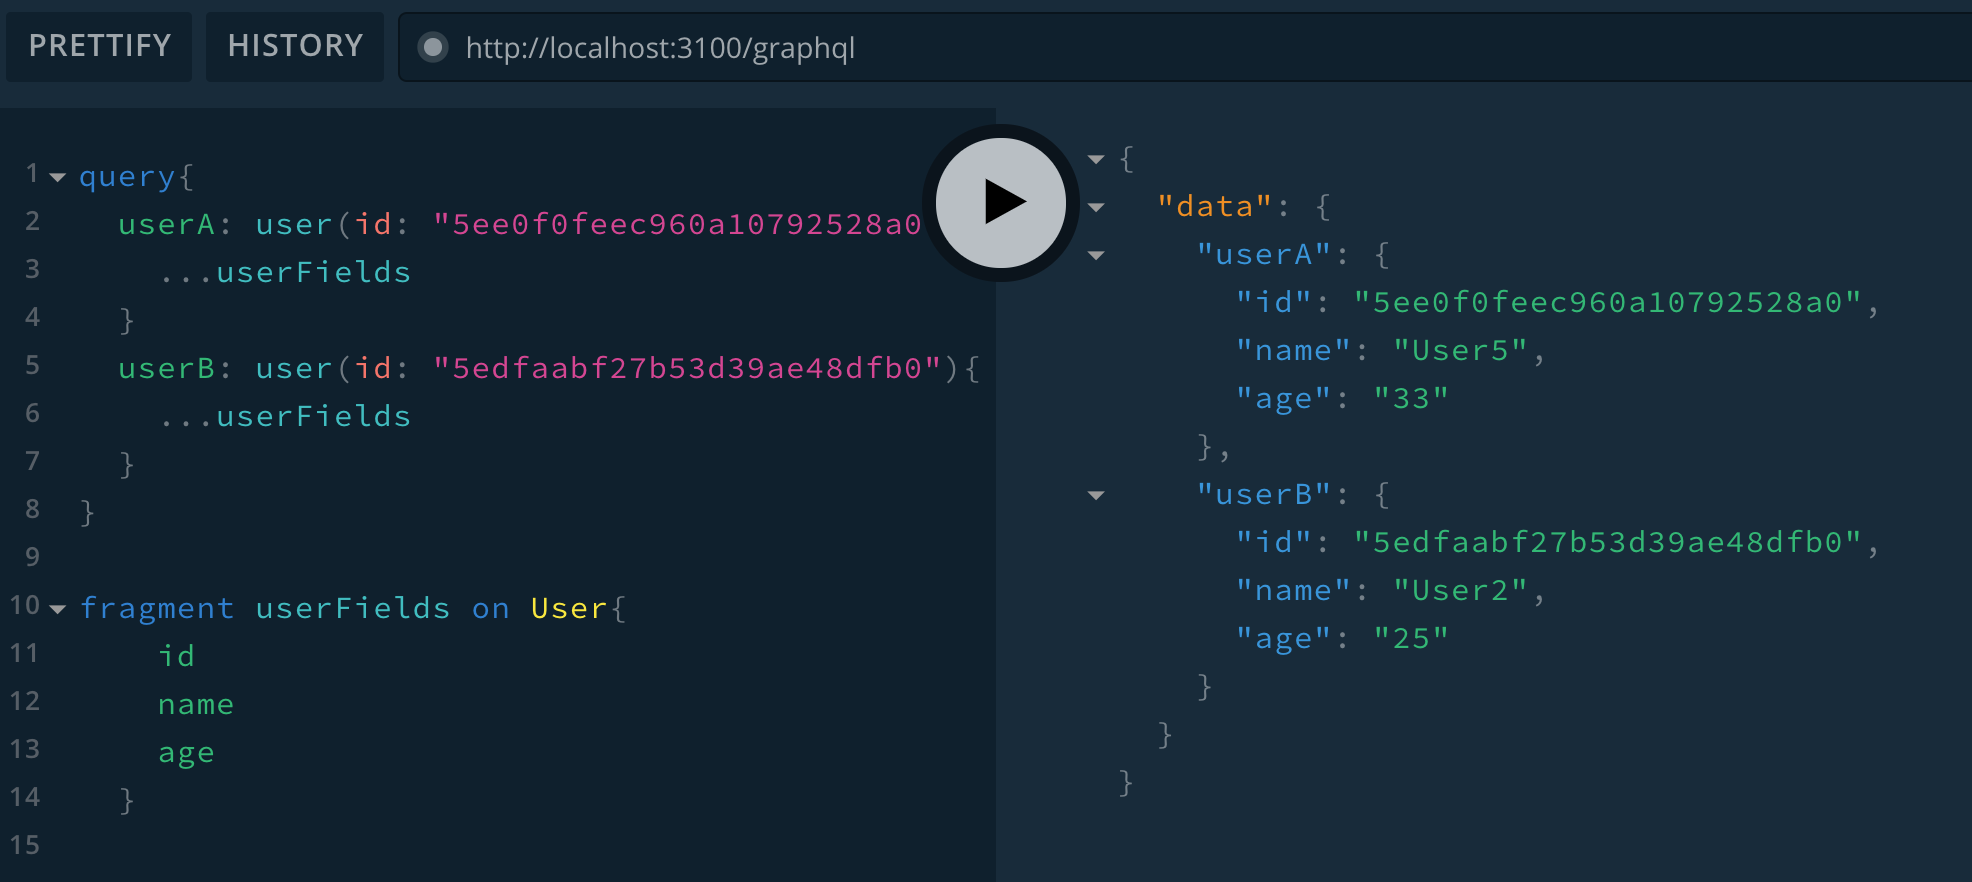 PRETTIFY HISTORY http://localhost:3100/graphql
1 query{
2 userA: user(id: "5ee0f0feec960a10792528a0
3 ...userFields
4 }
5 userB: user(id: "5edfaabf27b53d39ae48dfb0"){
6 ...userFields
7 }
8 }
9
10 fragment userFields on User{
11 id
12 name
13 age
14 }
15
{
"data": {
"userA": {
"id": "5ee0f0feec960a10792528a0",
"name": "User5",
"age": "33"
},
"userB": {
"id": "5edfaabf27b53d39ae48dfb0",
"name": "User2",
"age": "25"
}
}
}